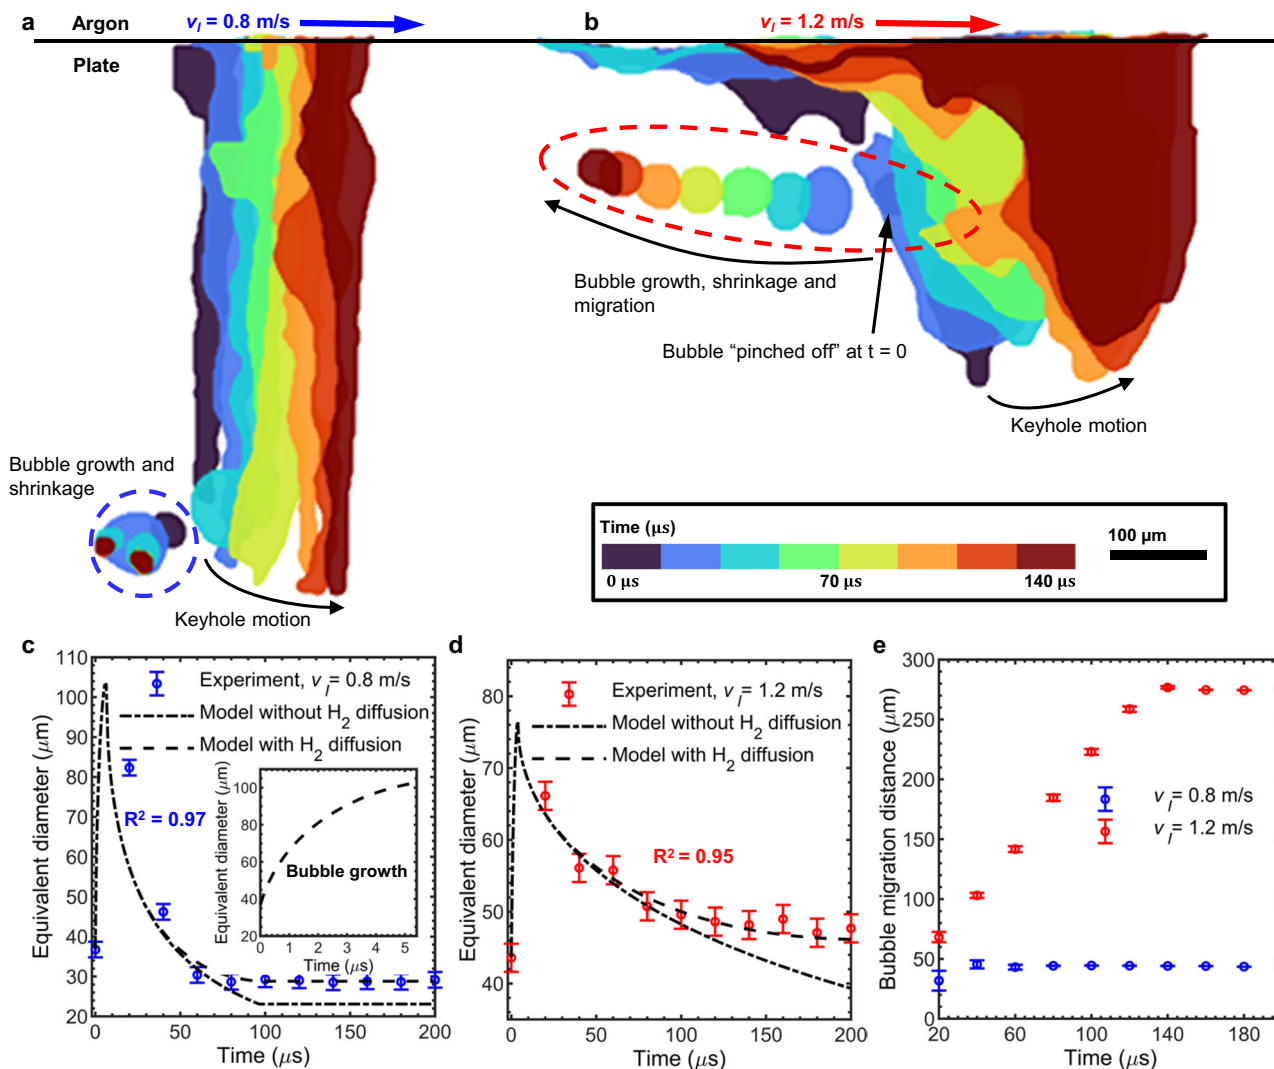 a
Argon
v_l = 0.8 m/s
b
v_l = 1.2 m/s
Plate
Bubble growth, shrinkage and
migration
Bubble “pinched off” at t = 0
Keyhole motion
Bubble growth and
shrinkage
Keyhole motion
Time (μs)
0 μs
70 μs
140 μs
100 μm
c
110
100
90
80
70
60
50
40
30
20
0
50
100
150
200
Equivalent diameter (μm)
Time (μs)
Experiment, v_l = 0.8 m/s
Model without H₂ diffusion
Model with H₂ diffusion
R² = 0.97
100
80
60
40
20
0
0
1
2
3
4
5
Equivalent diameter (μm)
Time (μs)
Bubble growth
d
80
70
60
50
40
0
50
100
150
200
Equivalent diameter (μm)
Time (μs)
Experiment, v_l = 1.2 m/s
Model without H₂ diffusion
Model with H₂ diffusion
R² = 0.95
e
300
250
200
150
100
50
0
20
60
100
140
180
Bubble migration distance (μm)
Time (μs)
v_l = 0.8 m/s
v_l = 1.2 m/s